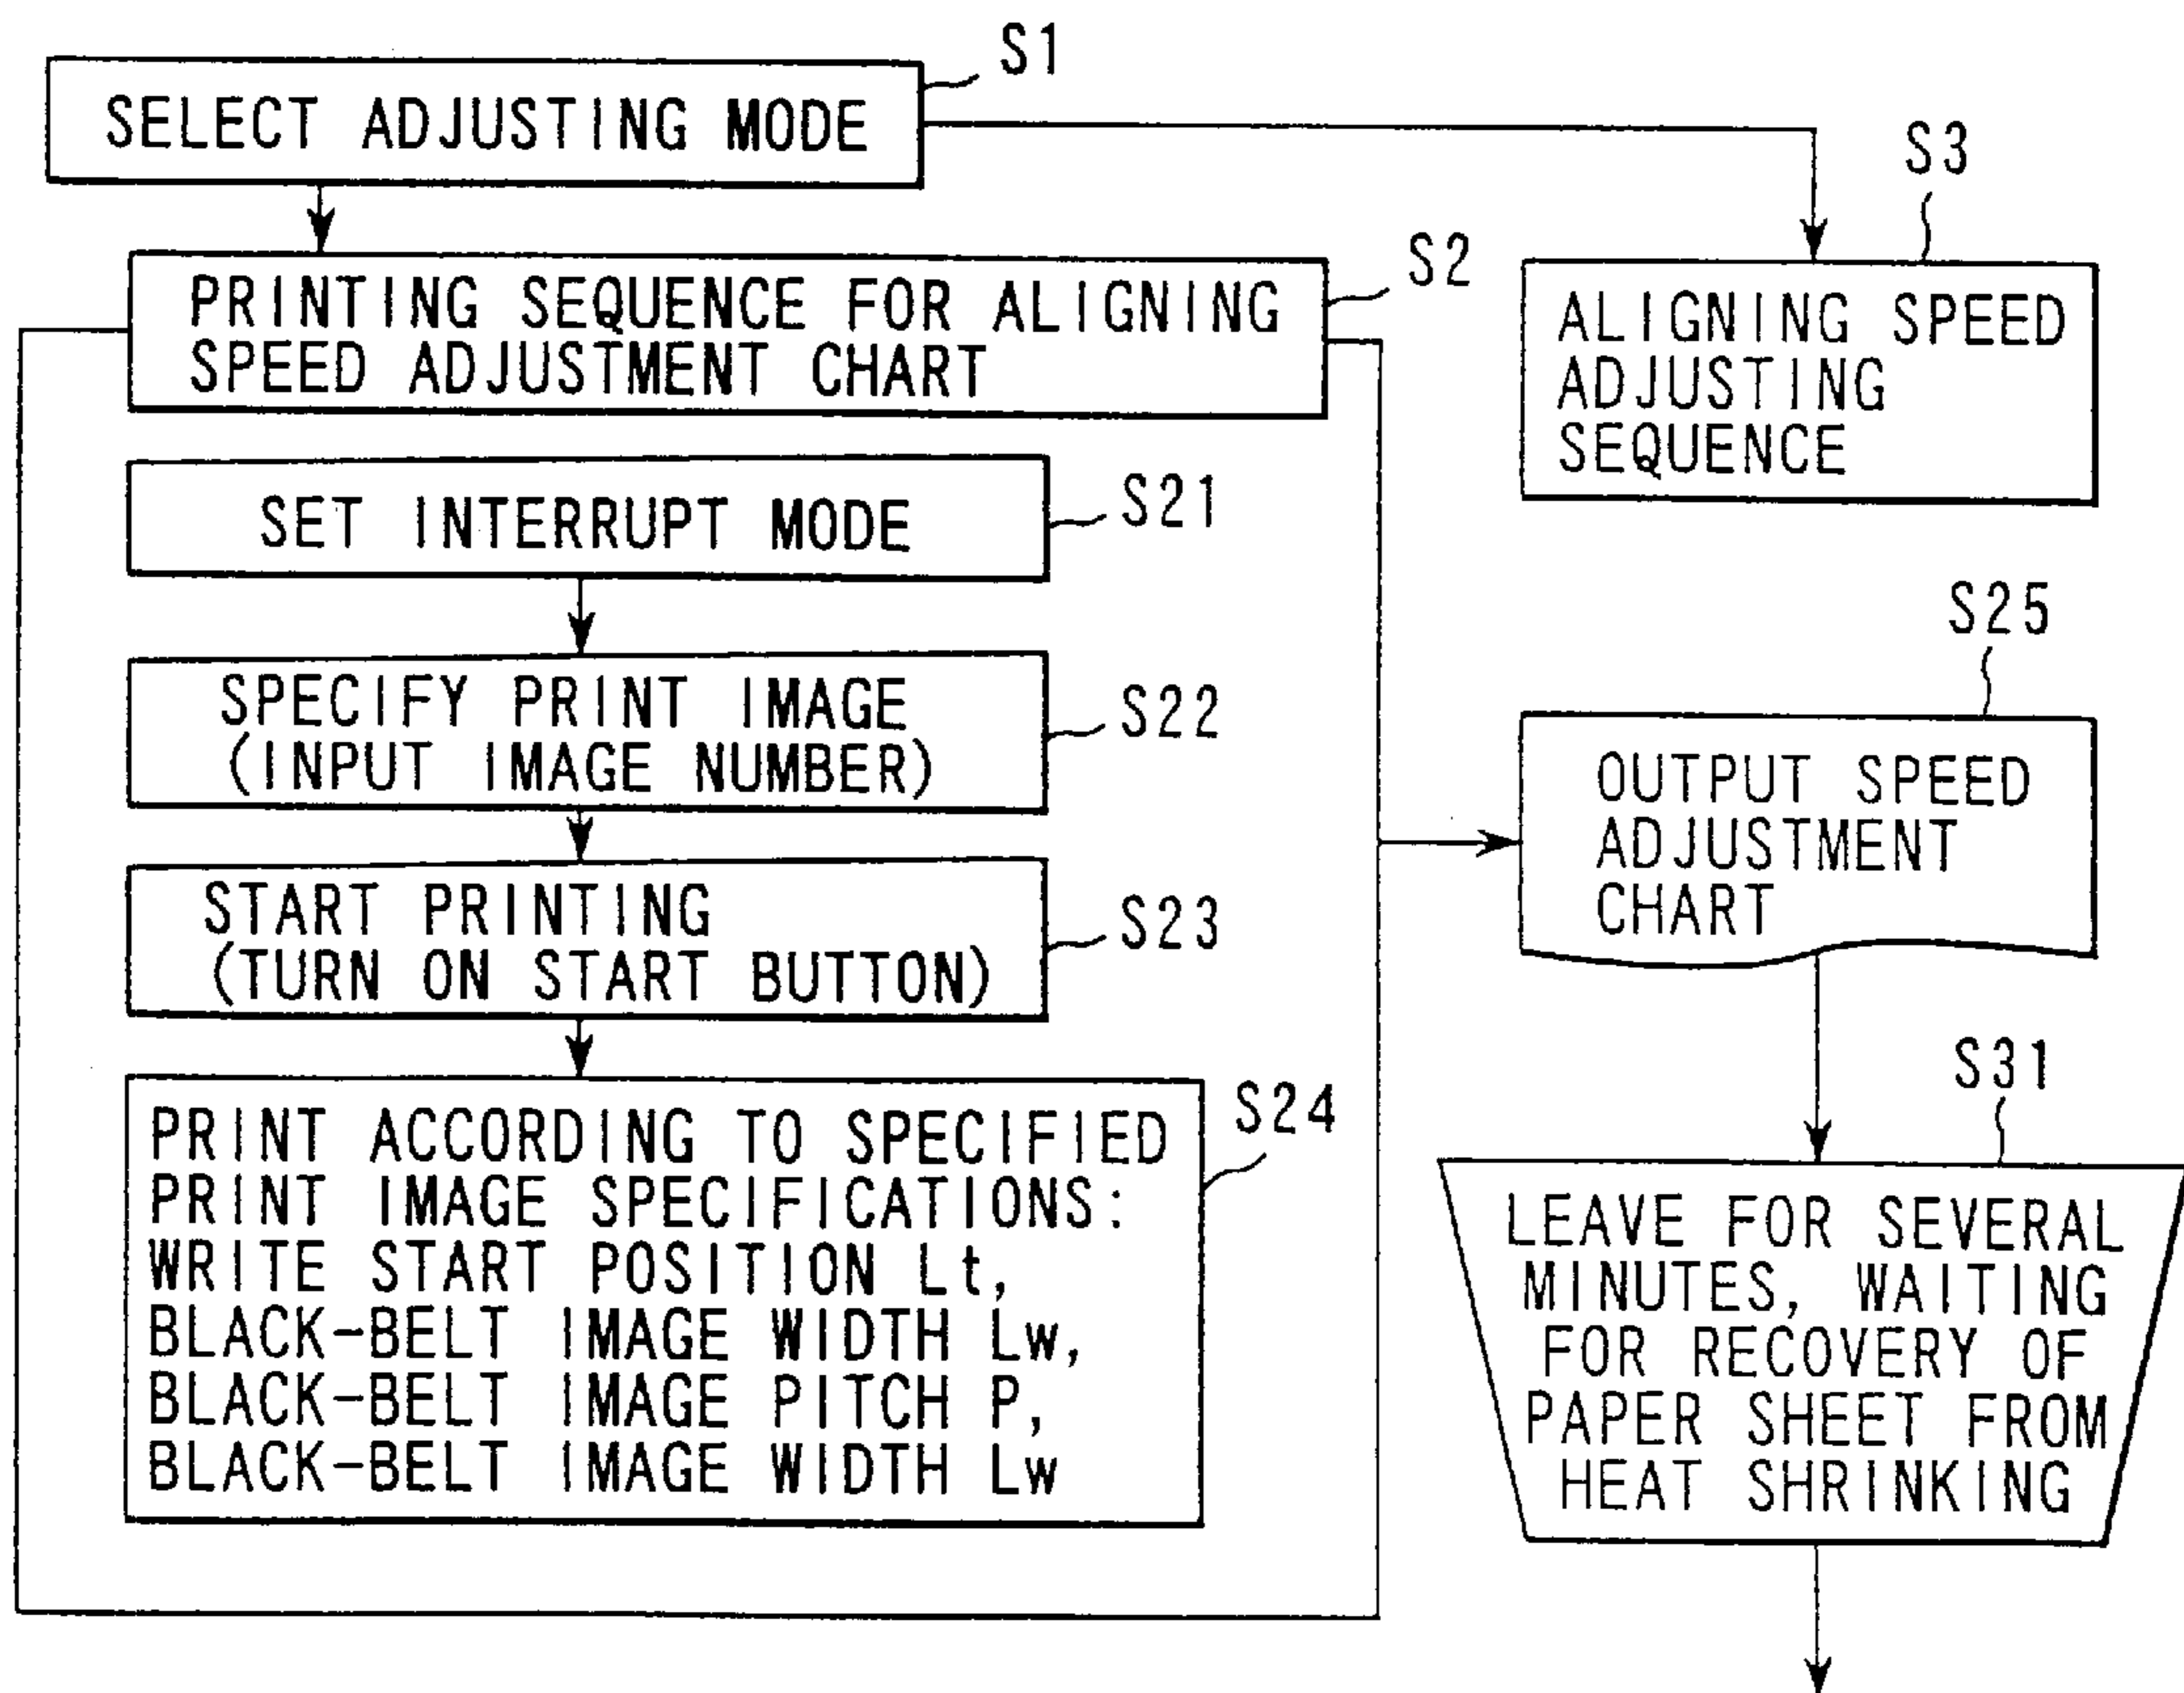 S1
SELECT ADJUSTING MODE
S2
PRINTING SEQUENCE FOR ALIGNING
SPEED ADJUSTMENT CHART
SET INTERRUPT MODE
S21
SPECIFY PRINT IMAGE
(INPUT IMAGE NUMBER)
S22
START PRINTING
(TURN ON START BUTTON)
S23
PRINT ACCORDING TO SPECIFIED
PRINT IMAGE SPECIFICATIONS:
WRITE START POSITION Lt,
BLACK-BELT IMAGE WIDTH Lw,
BLACK-BELT IMAGE PITCH P,
BLACK-BELT IMAGE WIDTH Lw
S24
S3
ALIGNING SPEED
ADJUSTING
SEQUENCE
S25
OUTPUT SPEED
ADJUSTMENT
CHART
S31
LEAVE FOR SEVERAL
MINUTES, WAITING
FOR RECOVERY OF
PAPER SHEET FROM
HEAT SHRINKING